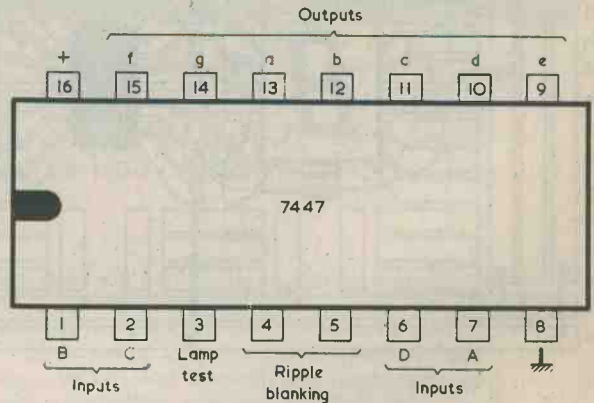 Outputs
+ f g a b c d e
16 15 14 13 12 11 10 9
7447
1 2 3 4 5 6 7 8
B C Lamp test Ripple blanking D A
Inputs Inputs